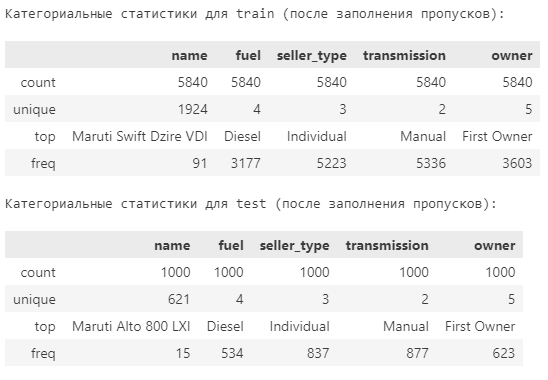 Категориальные статистики для train (после заполнения пропусков):
name fuel seller_type transmission owner
count 5840 5840 5840 5840 5840
unique 1924 4 3 2 5
top Maruti Swift Dzire VDI Diesel Individual Manual First Owner
freq 91 3177 5223 5336 3603
Категориальные статистики для test (после заполнения пропусков):
name fuel seller_type transmission owner
count 1000 1000 1000 1000 1000
unique 621 4 3 2 5
top Maruti Alto 800 LXI Diesel Individual Manual First Owner
freq 15 534 837 877 623